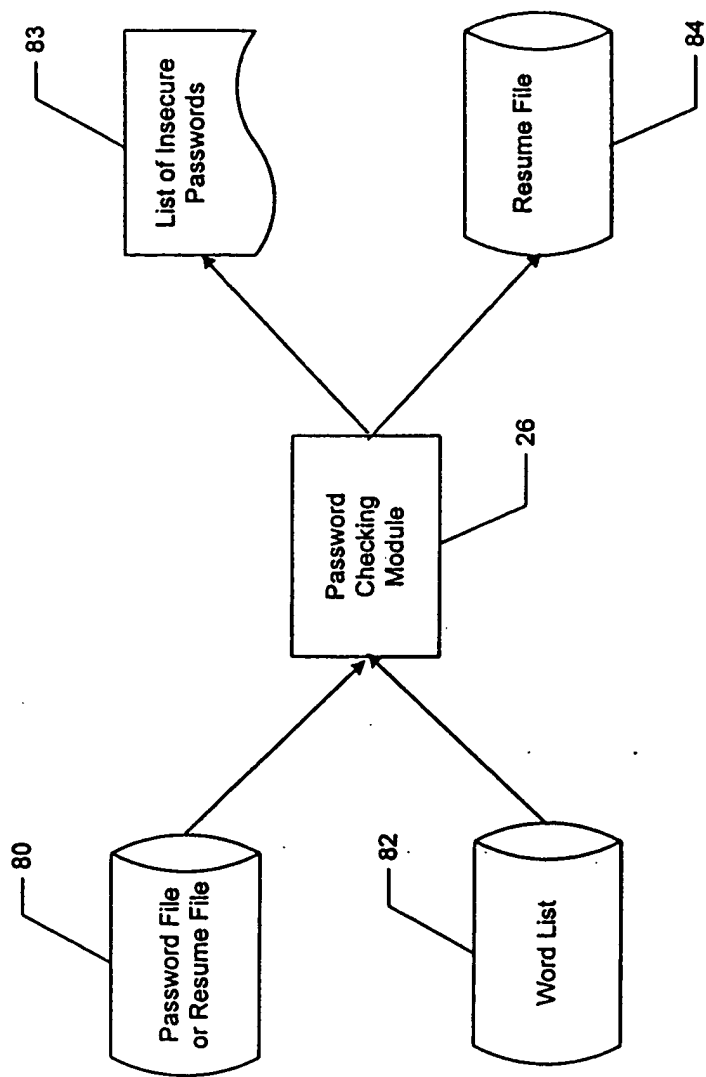 80
Password File
or Resume File
82
Word List
Password
Checking
Module
26
83
List of Insecure
Passwords
Resume File
84